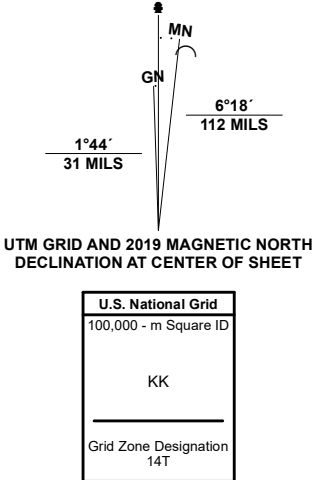 MN
GN
6°18´
112 MILS
1°44´
31 MILS
UTM GRID AND 2019 MAGNETIC NORTH
DECLINATION AT CENTER OF SHEET
U.S. National Grid
100,000 - m Square ID
KK
Grid Zone Designation
14T